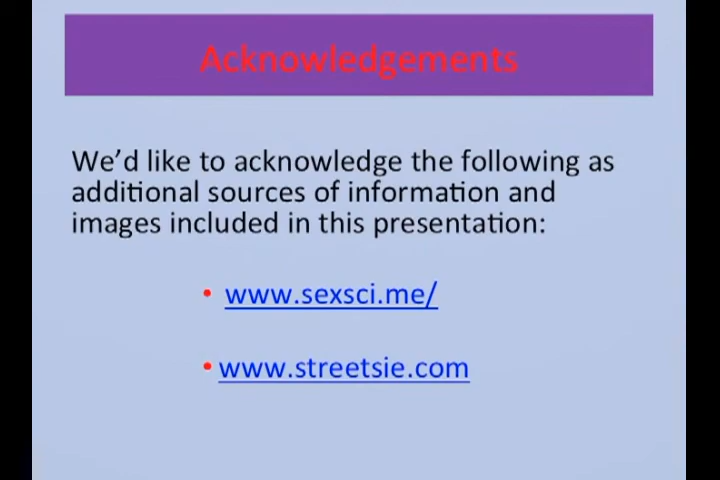 Acknowledgements
We’d like to acknowledge the following as
additional sources of information and
images included in this presentation:
• www.sexsci.me/
• www.streetsie.com